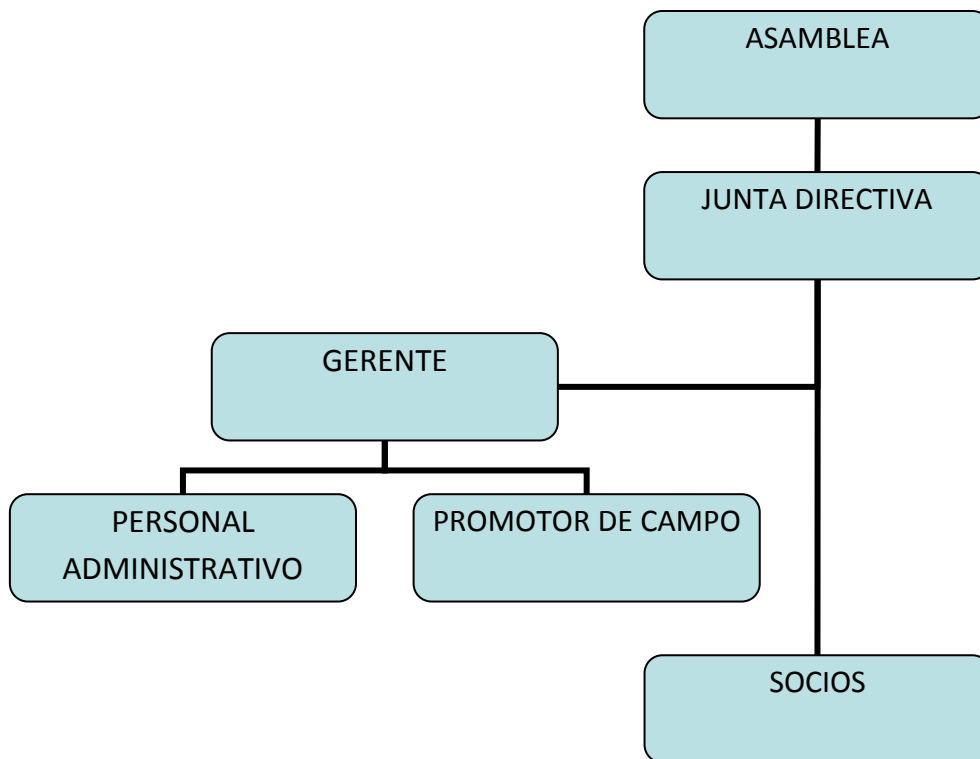 ASAMBLEA
JUNTA DIRECTIVA
GERENTE
PERSONAL
ADMINISTRATIVO
PROMOTOR DE CAMPO
SOCIOS